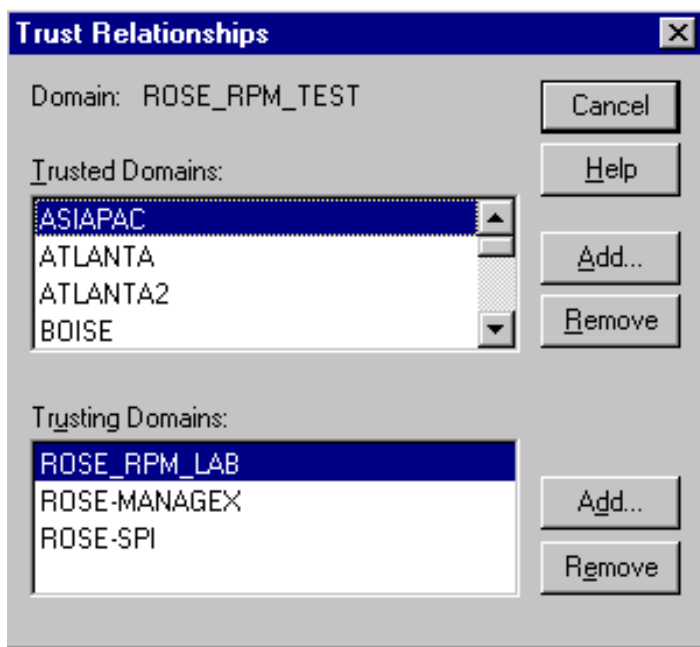 Trust Relationships
Domain: ROSE_RPM_TEST
Cancel
Trusted Domains:
Help
ASIAPAC
ATLANTA
ATLANTA2
BOISE
Add...
Remove
Trusting Domains:
ROSE_RPM_LAB
ROSE-MANAGEX
ROSE-SPI
Add...
Remove